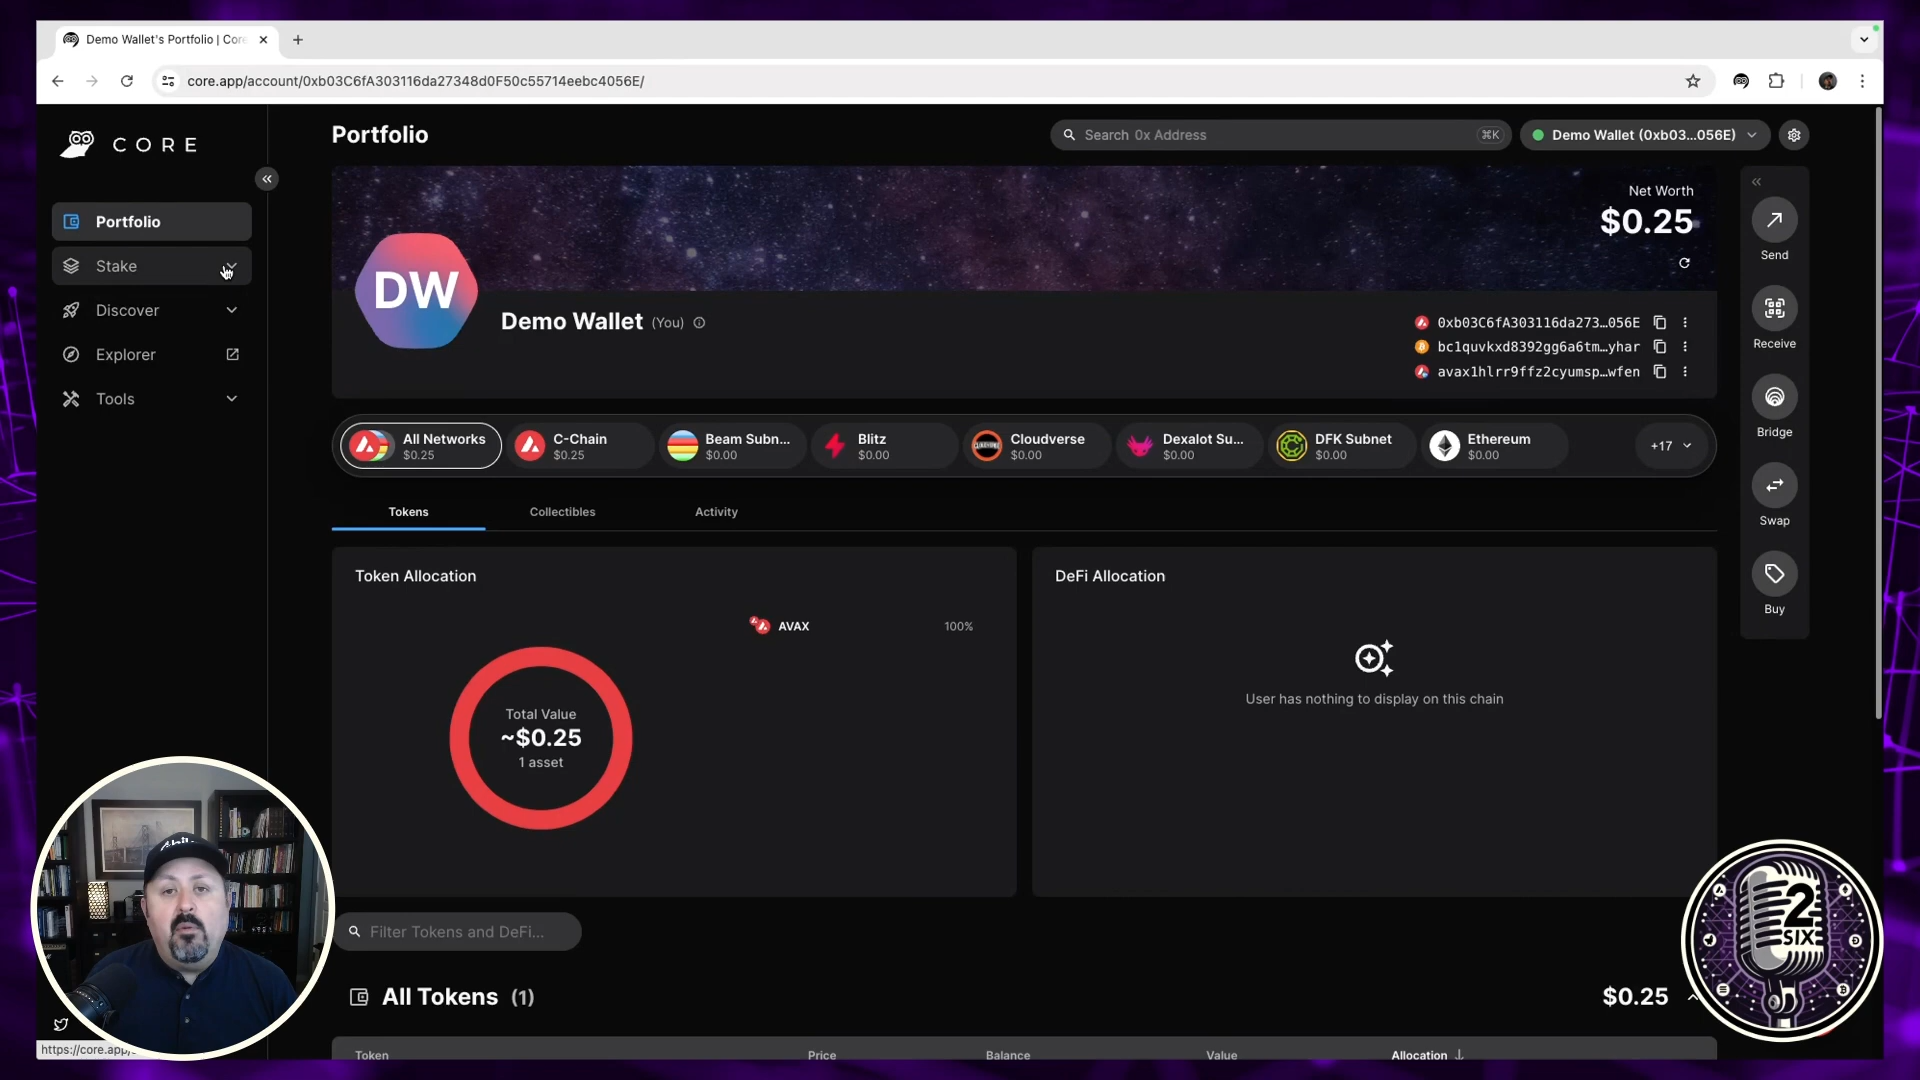 Demo Wallet's Portfolio | Core
core.app/account/0xb03C6fA303116da27348d0F50c55714eebc4056E/
CORE
Portfolio
Search 0x Address
⌘K
Demo Wallet (0xb03...056E)
Portfolio
Stake
Discover
Explorer
Tools
Net Worth
$0.25
DW
Demo Wallet (You)
0xb03C6fA303116da273…056E
bc1quvkxd8392gg6a6tm…yhar
avax1hlrr9ffz2cyumsp…wfen
Send
Receive
Bridge
Swap
Buy
All Networks
$0.25
C-Chain
$0.25
Beam Subn...
$0.00
Blitz
$0.00
Cloudverse
$0.00
Dexalot Su...
$0.00
DFK Subnet
$0.00
Ethereum
$0.00
+17
Tokens
Collectibles
Activity
Token Allocation
AVAX
100%
Total Value
~$0.25
1 asset
DeFi Allocation
User has nothing to display on this chain
Filter Tokens and DeFi...
All Tokens (1)
$0.25
Token
Price
Balance
Value
Allocation
2
SIX
https://core.app/